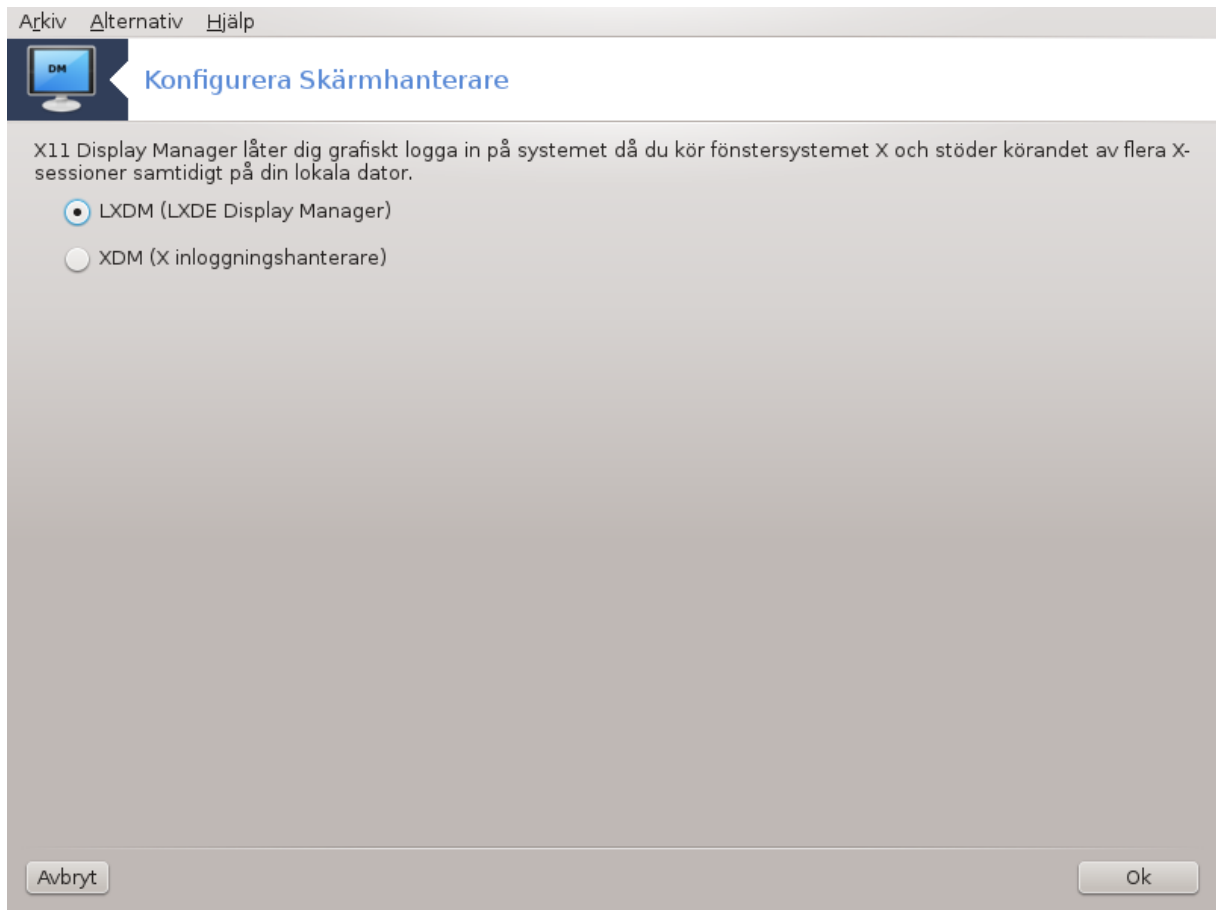 Arkiv Alternativ Hjälp
DM
Konfigurera Skärmhanterare
X11 Display Manager låter dig grafiskt logga in på systemet då du kör fönstersystemet X och stöder körandet av flera X-
sessioner samtidigt på din lokala dator.
LXDM (LXDE Display Manager)
XDM (X inloggningshanterare)
Avbryt Ok